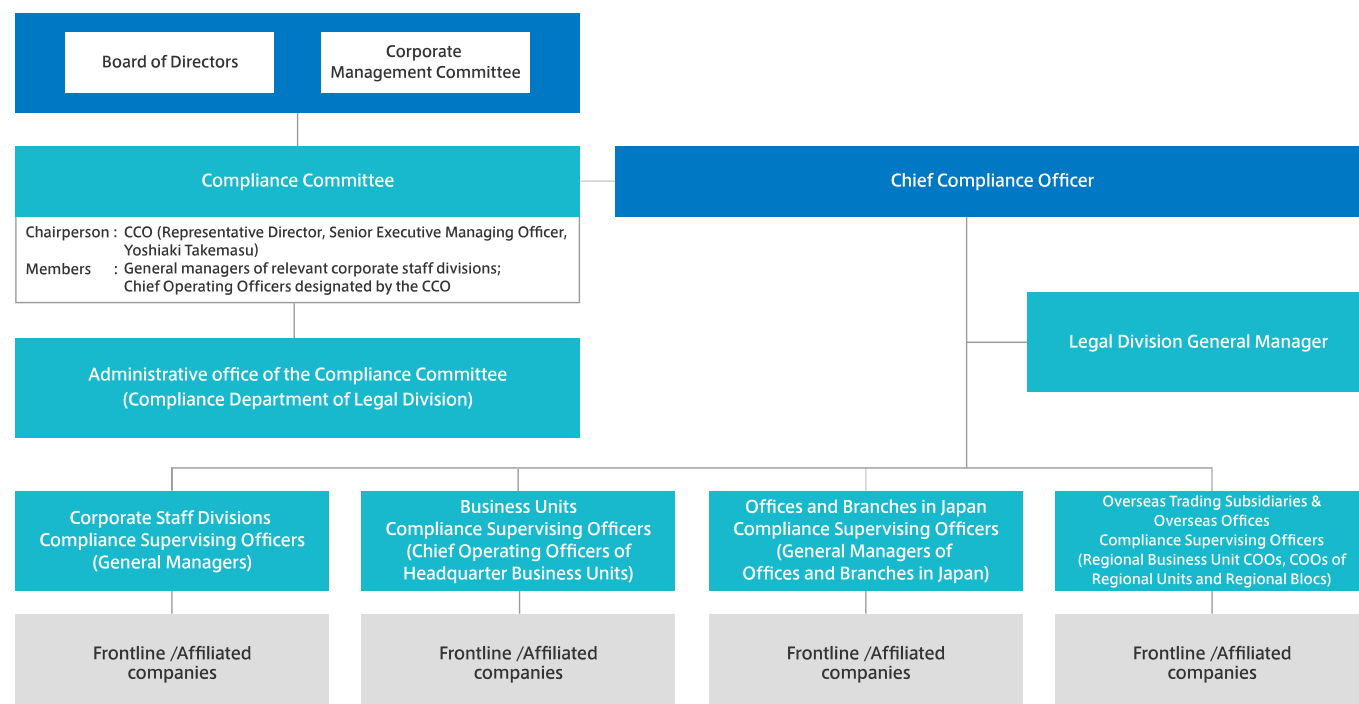 Board of Directors
Corporate
Management Committee
Compliance Committee
Chief Compliance Officer
Chairperson : CCO (Representative Director, Senior Executive Managing Officer,
Yoshiaki Takemasu)
Members : General managers of relevant corporate staff divisions;
Chief Operating Officers designated by the CCO
Legal Division General Manager
Administrative office of the Compliance Committee
(Compliance Department of Legal Division)
Corporate Staff Divisions
Compliance Supervising Officers
(General Managers)
Business Units
Compliance Supervising Officers
(Chief Operating Officers of
Headquarter Business Units)
Offices and Branches in Japan
Compliance Supervising Officers
(General Managers of
Offices and Branches in Japan)
Overseas Trading Subsidiaries &
Overseas Offices
Compliance Supervising Officers
(Regional Business Unit COOs, COOs of
Regional Units and Regional Blocs)
Frontline /Affiliated
companies
Frontline /Affiliated
companies
Frontline /Affiliated
companies
Frontline /Affiliated
companies